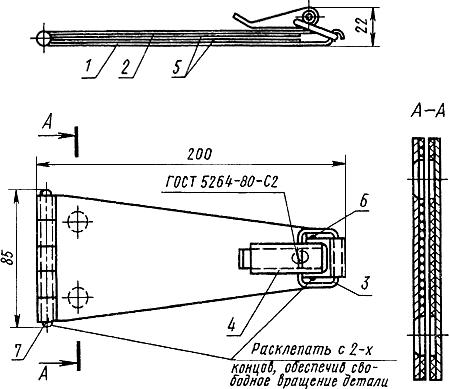 22
1
2
5
А–А
А
200
ГОСТ 5264-80-С2
6
85
4
3
7
А
Расклепать с 2-х
концов, обеспечив сво-
бодное вращение детали